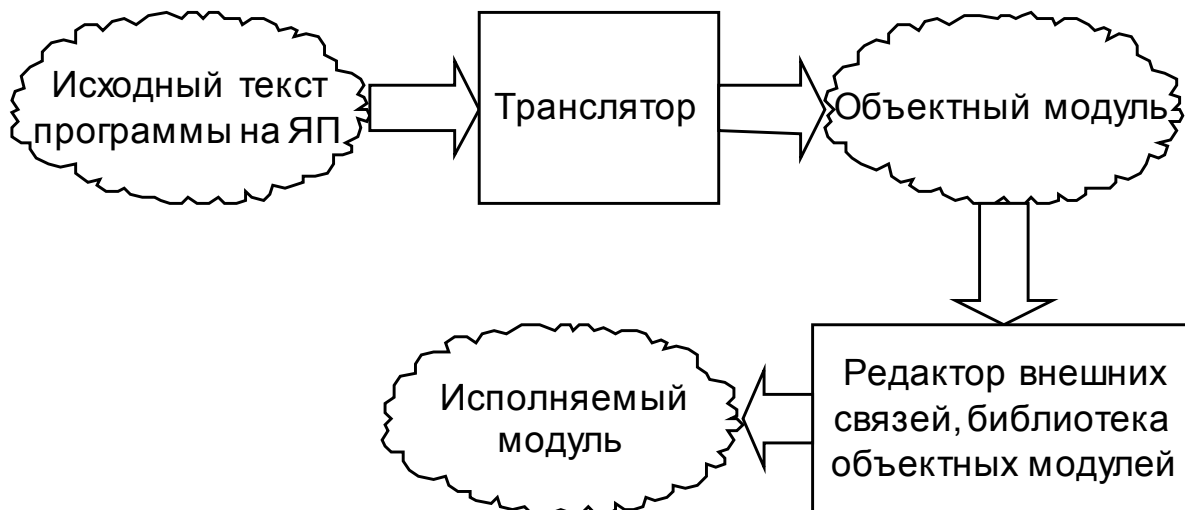 Исходный текст
программы на ЯП
Транслятор
Объектный модуль
Редактор внешних
связей, библиотека
объектных модулей
Исполняемый
модуль